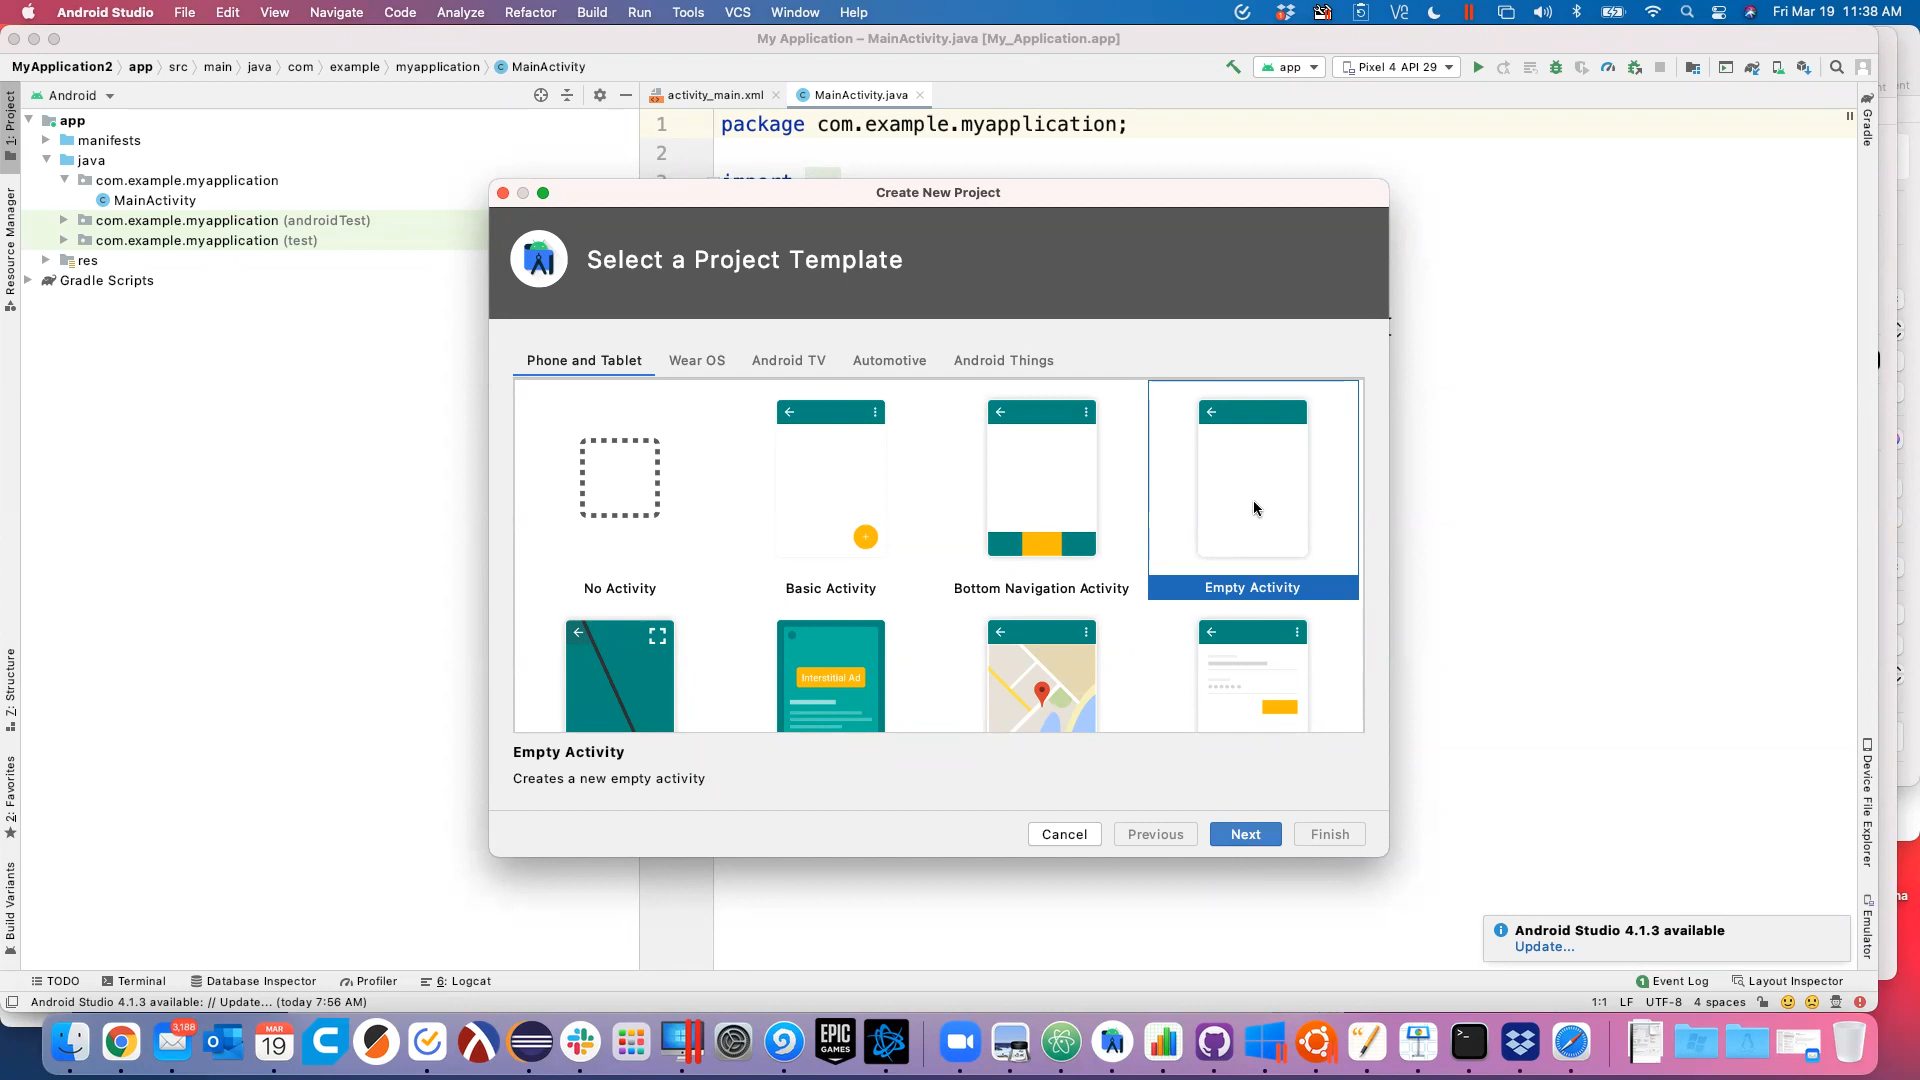 Android Studio File Edit View Navigate Code Analyze Refactor Build Run Tools VCS Window Help Fri Mar 19 11:38 AM
My Application – MainActivity.java [My_Application.app]
MyApplication2 app src main java com example myapplication MainActivity app Pixel 4 API 29
Android
activity_main.xml MainActivity.java
1: Project
Resource Manager
Z: Structure
2: Favorites
Build Variants
app
manifests
java
com.example.myapplication
MainActivity
com.example.myapplication (androidTest)
com.example.myapplication (test)
res
Gradle Scripts
1 package com.example.myapplication;
2
Create New Project
Select a Project Template
Phone and Tablet Wear OS Android TV Automotive Android Things
No Activity Basic Activity Bottom Navigation Activity Empty Activity
Interstitial Ad
Empty Activity
Creates a new empty activity
Cancel Previous Next Finish
Gradle
Device File Explorer
Emulator
Android Studio 4.1.3 available
Update...
TODO Terminal Database Inspector Profiler 6: Logcat 1 Event Log Layout Inspector
Android Studio 4.1.3 available: // Update... (today 7:56 AM) 1:1 LF UTF-8 4 spaces
3,188
MAR
19
EPIC
GAMES